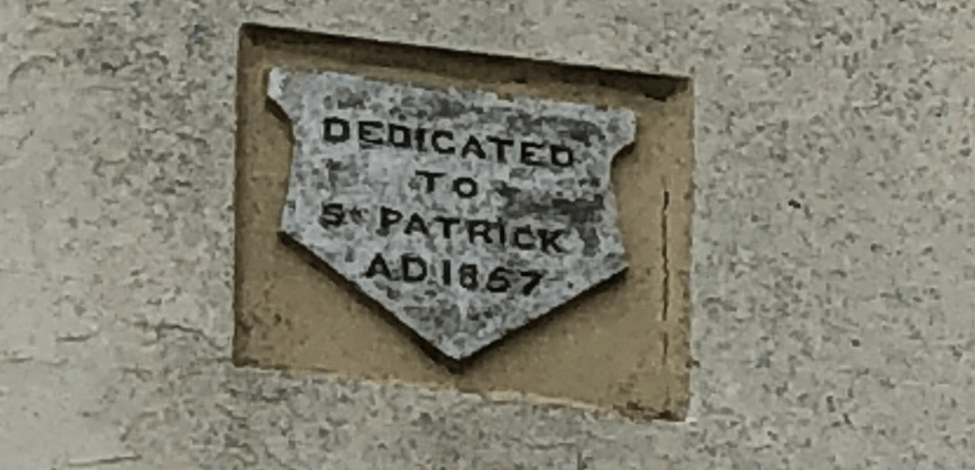 DEDICATED
TO
St PATRICK
AD 1857